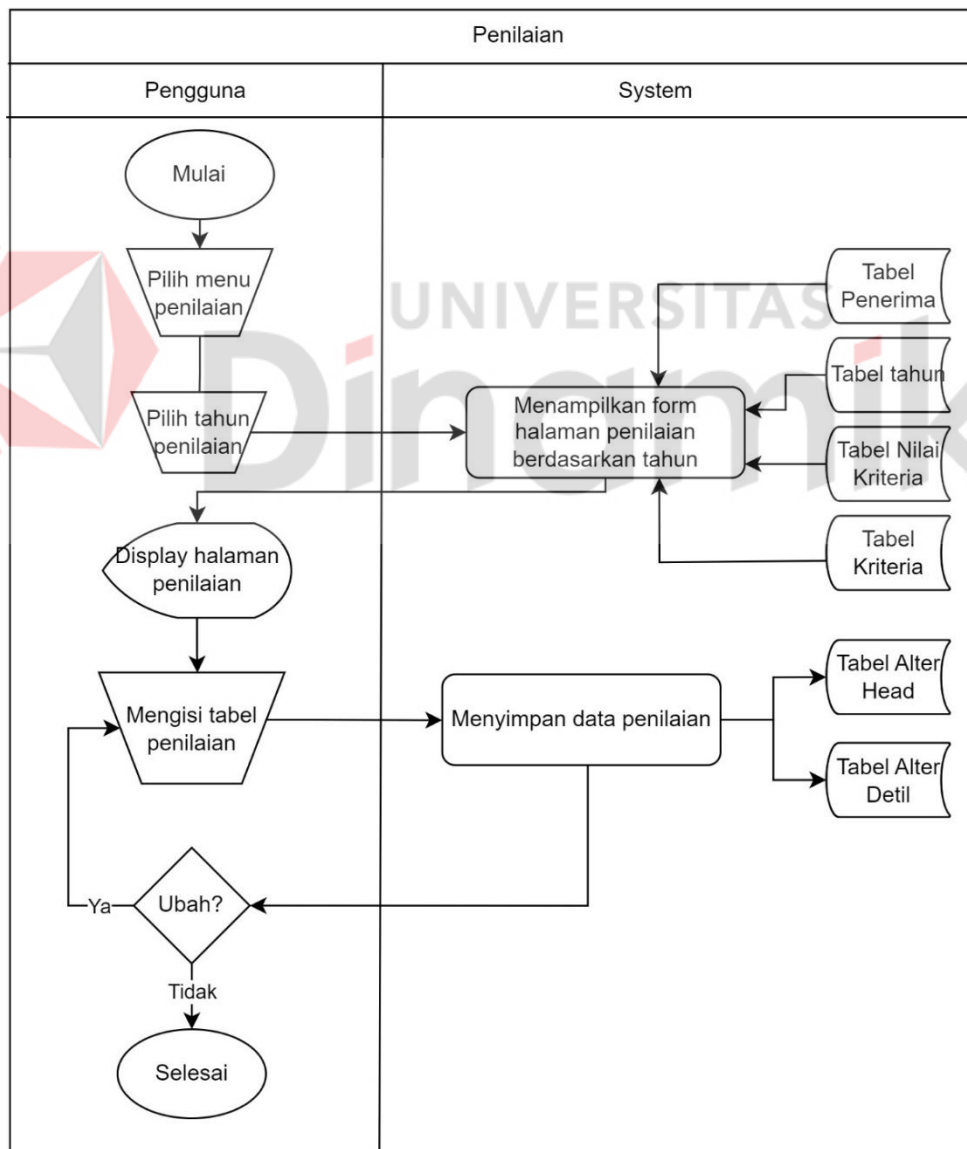 Penilaian
Pengguna
System
Mulai
Pilih menu
penilaian
UNIVERSITAS
Dinamik
Tabel
Penerima
Pilih tahun
penilaian
Menampilkan form
halaman penilaian
berdasarkan tahun
Tabel tahun
Tabel Nilai
Kriteria
Tabel
Kriteria
Display halaman
penilaian
Mengisi tabel
penilaian
Menyimpan data penilaian
Tabel Alter
Head
Tabel Alter
Detil
Ya
Ubah?
Tidak
Selesai